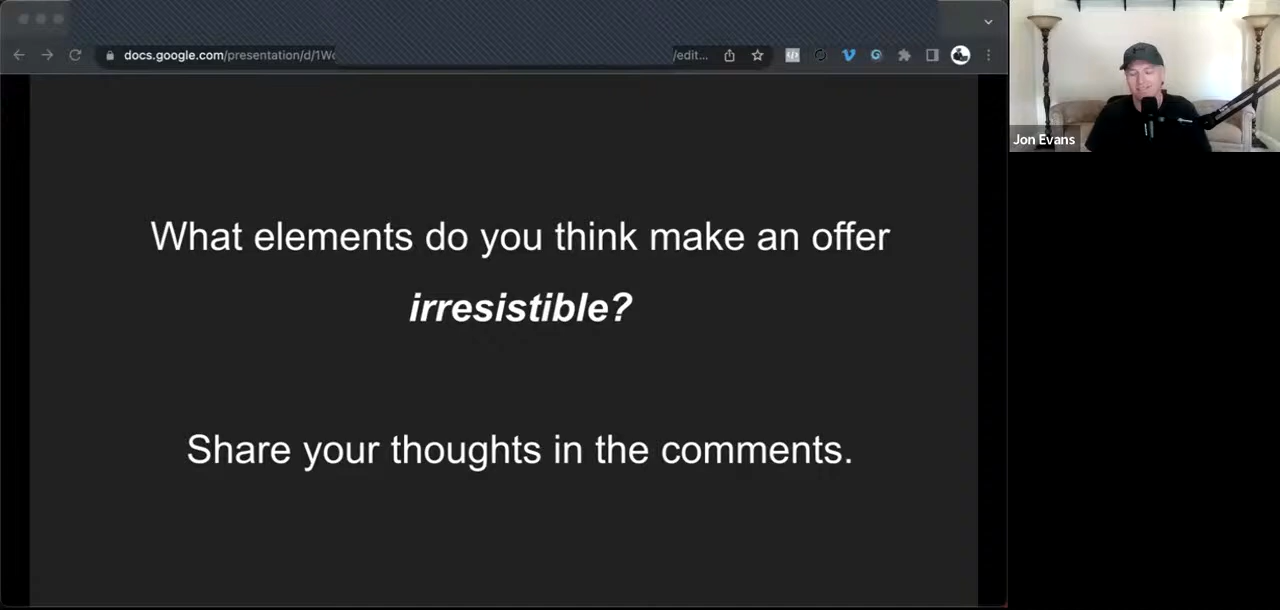 docs.google.com/presentation/d/1We
/edit...
Jon Evans
What elements do you think make an offer
irresistible?
Share your thoughts in the comments.